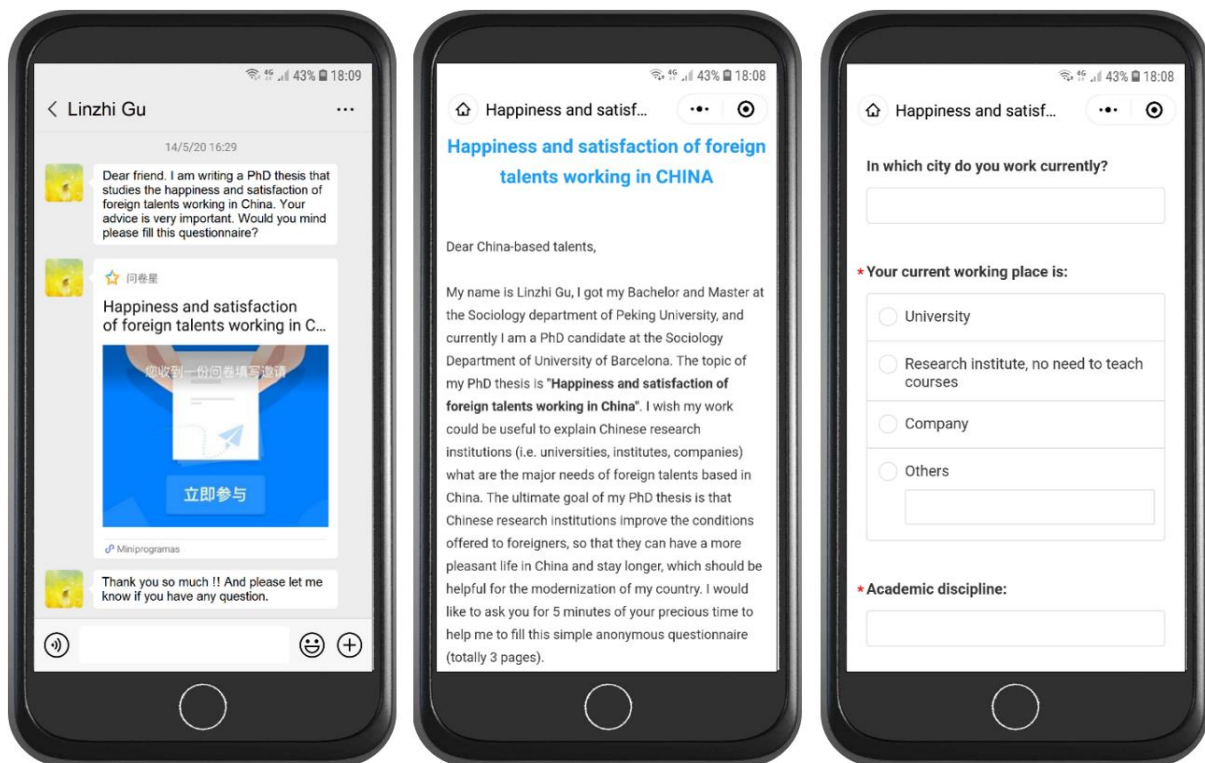 43% 18:09
Linzhi Gu
14/5/20 16:29
Dear friend. I am writing a PhD thesis that
studies the happiness and satisfaction of
foreign talents working in China. Your
advice is very important. Would you mind
please fill this questionnaire?
问卷星
Happiness and satisfaction
of foreign talents working in C...
您收到一份问卷填写邀请
立即参与
Miniprogramas
Thank you so much !! And please let me
know if you have any question.
4G 43% 18:08
Happiness and satisf...
Happiness and satisfaction of foreign
talents working in CHINA
Dear China-based talents,
My name is Linzhi Gu, I got my Bachelor and Master at
the Sociology department of Peking University, and
currently I am a PhD candidate at the Sociology
Department of University of Barcelona. The topic of
my PhD thesis is "Happiness and satisfaction of
foreign talents working in China". I wish my work
could be useful to explain Chinese research
institutions (i.e. universities, institutes, companies)
what are the major needs of foreign talents based in
China. The ultimate goal of my PhD thesis is that
Chinese research institutions improve the conditions
offered to foreigners, so that they can have a more
pleasant life in China and stay longer, which should be
helpful for the modernization of my country. I would
like to ask you for 5 minutes of your precious time to
help me to fill this simple anonymous questionnaire
(totally 3 pages).
4G 43% 18:08
Happiness and satisf...
In which city do you work currently?
* Your current working place is:
University
Research institute, no need to teach
courses
Company
Others
* Academic discipline: